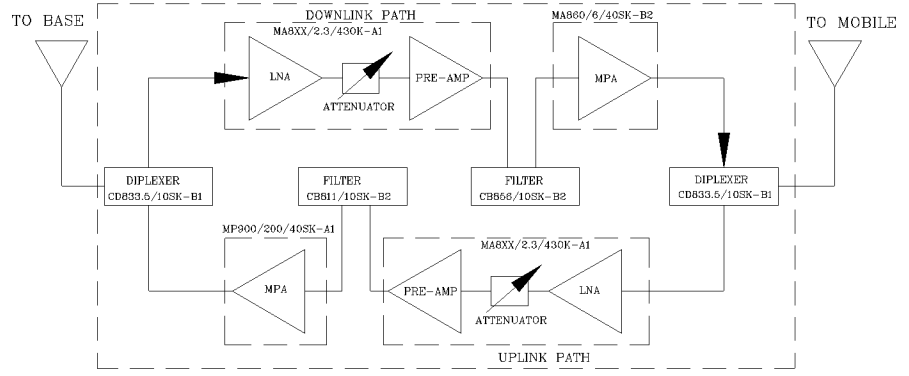 DOWNLINK PATH
MA860/6/40SK-B2
TO BASE
TO MOBILE
MA8XX/2.3/430K-A1
LNA
PRE-AMP
MPA
ATTENUATOR
DIPLEXER
CD833.5/10SK-B1
FILTER
CB811/10SK-B2
FILTER
CB856/10SK-B2
DIPLEXER
CD833.5/10SK-B1
MP900/200/40SK-A1
MA8XX/2.3/430K-A1
MPA
PRE-AMP
LNA
ATTENUATOR
UPLINK PATH